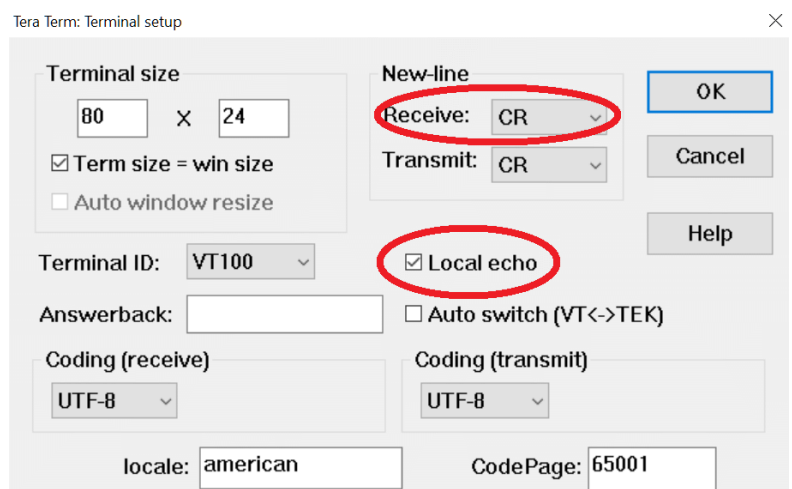 Tera Term: Terminal setup
Terminal size
80 X 24
Term size = win size
Auto window resize
New-line
Receive: CR
Transmit: CR
OK
Cancel
Help
Terminal ID: VT100
Local echo
Answerback:
Auto switch (VT<->TEK)
Coding (receive)
UTF-8
Coding (transmit)
UTF-8
locale: american
CodePage: 65001